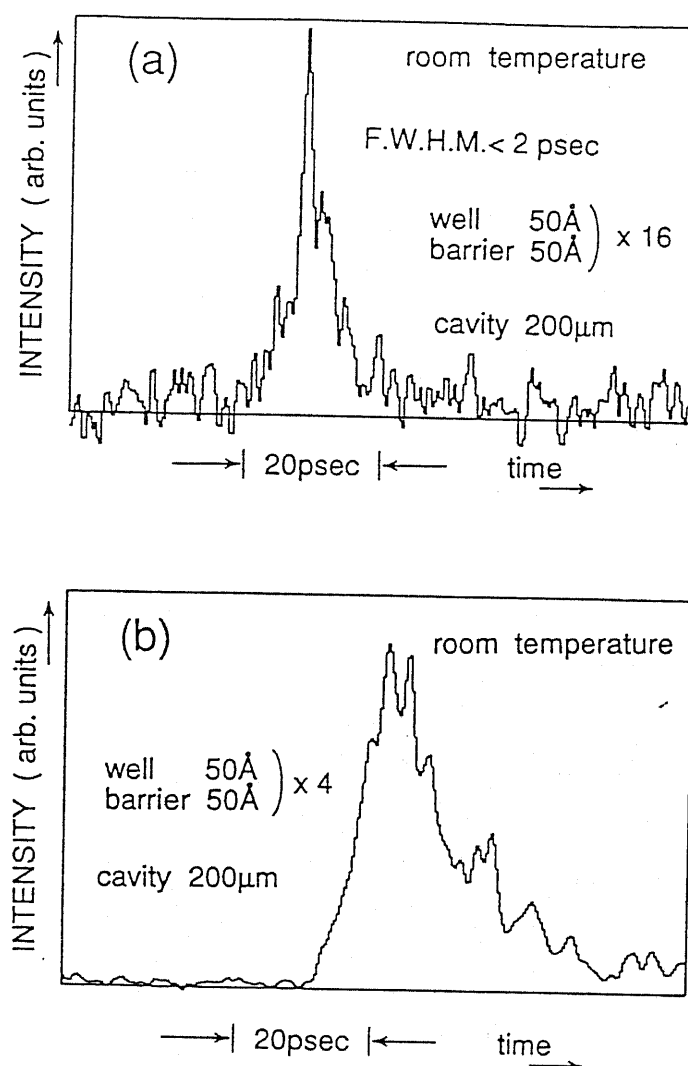 INTENSITY ( arb. units )
(a)
room temperature
F.W.H.M.< 2 psec
well 50Å
barrier 50Å
) x 16
cavity 200μm
20psec
time
INTENSITY ( arb. units )
(b)
room temperature
well 50Å
barrier 50Å
) x 4
cavity 200μm
20psec
time